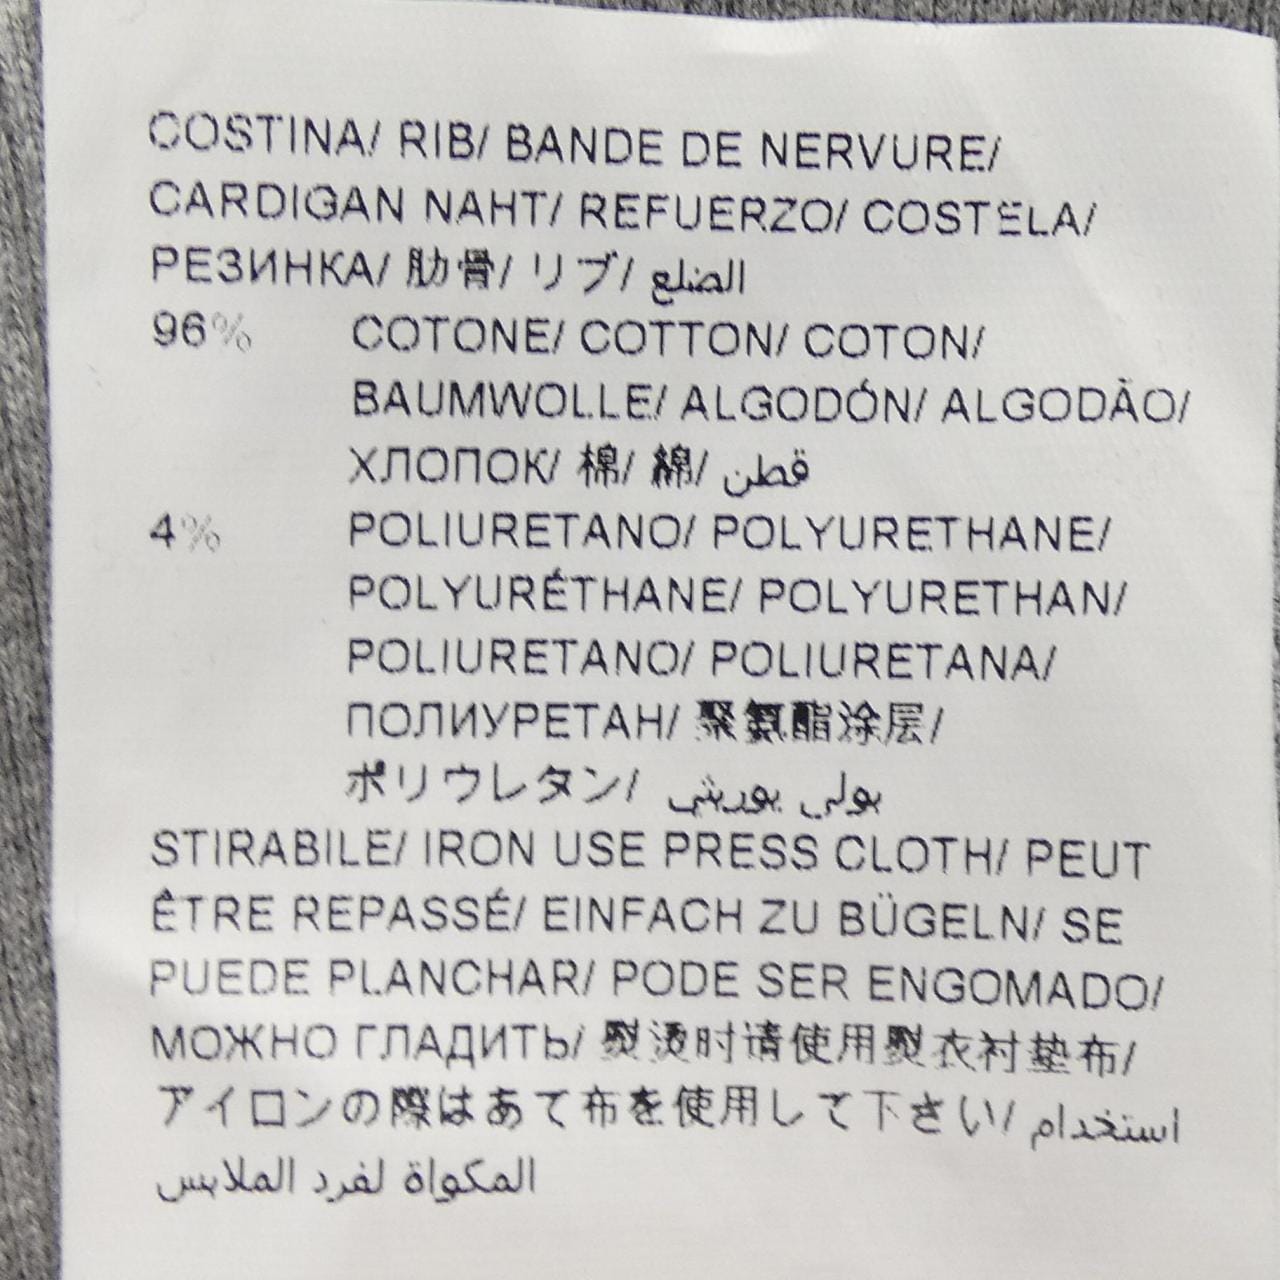 COSTINA/ RIB/ BANDE DE NERVURE/
CARDIGAN NAHT/ REFUERZO/ COSTELA/
РЕЗИНКА/ 肋骨/ リブ/ الضلع
96% COTONE/ COTTON/ COTON/
BAUMWOLLE/ ALGODÓN/ ALGODÃO/
ХЛОПОК/ 棉/ 綿/ قطن
4% POLIURETANO/ POLYURETHANE/
POLYURÉTHANE/ POLYURETHAN/
POLIURETANO/ POLIURETANA/
ПОЛИУРЕТАН/ 聚氨酯涂层/
ポリウレタン/ بولي يوريثي
STIRABILE/ IRON USE PRESS CLOTH/ PEUT
ÊTRE REPASSÉ/ EINFACH ZU BÜGELN/ SE
PUEDE PLANCHAR/ PODE SER ENGOMADO/
МОЖНО ГЛАДИТЬ/ 熨烫时请使用熨衣衬垫布/
アイロンの際はあて布を使用して下さい/ استخدام
المكواة لفرد الملابس